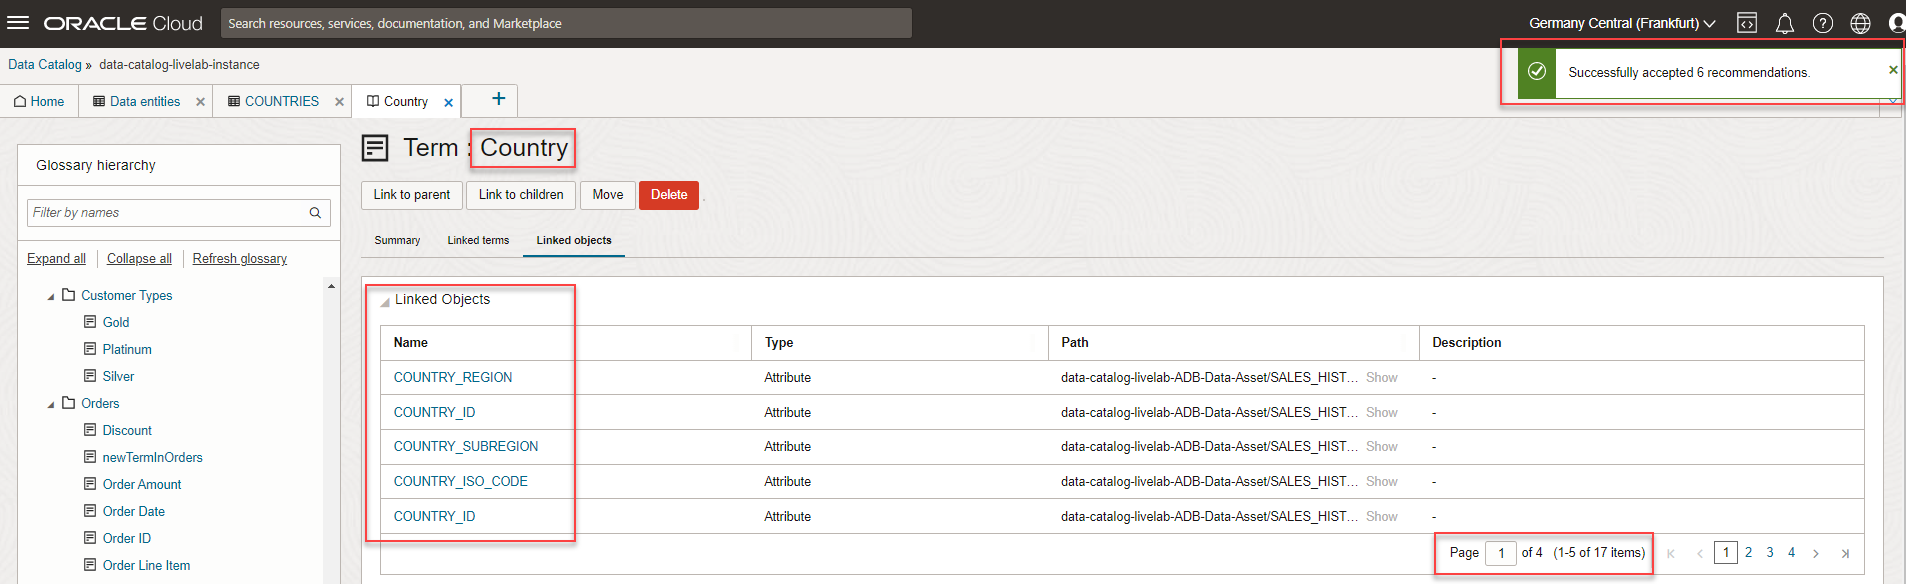 ORACLE Cloud
Search resources, services, documentation, and Marketplace
Germany Central (Frankfurt)
Data Catalog » data-catalog-livelab-instance
Successfully accepted 6 recommendations.
Home
Data entities
COUNTRIES
Country
Glossary hierarchy
Filter by names
Expand all
Collapse all
Refresh glossary
Customer Types
Gold
Platinum
Silver
Orders
Discount
newTermInOrders
Order Amount
Order Date
Order ID
Order Line Item
Term : Country
Link to parent
Link to children
Move
Delete
Summary
Linked terms
Linked objects
Linked Objects
Name Type Path Description
COUNTRY_REGION Attribute data-catalog-livelab-ADB-Data-Asset/SALES_HIST... Show -
COUNTRY_ID Attribute data-catalog-livelab-ADB-Data-Asset/SALES_HIST... Show -
COUNTRY_SUBREGION Attribute data-catalog-livelab-ADB-Data-Asset/SALES_HIST... Show -
COUNTRY_ISO_CODE Attribute data-catalog-livelab-ADB-Data-Asset/SALES_HIST... Show -
COUNTRY_ID Attribute data-catalog-livelab-ADB-Data-Asset/SALES_HIST... Show -
Page 1 of 4 (1-5 of 17 items) 1 2 3 4